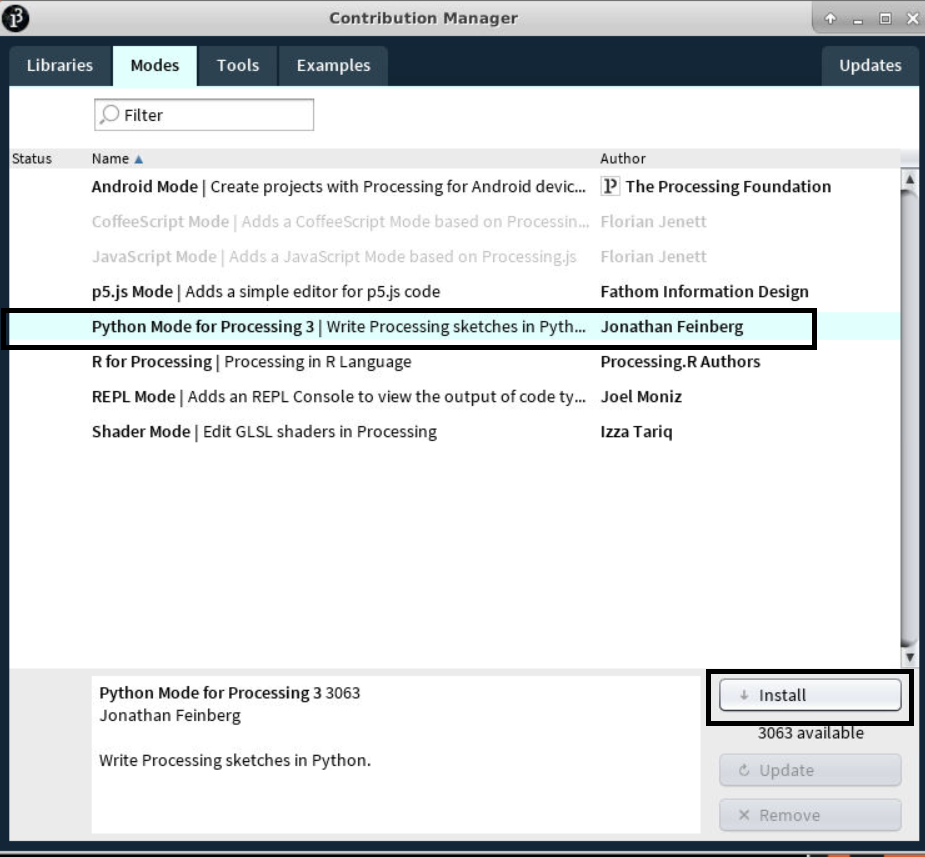 Contribution Manager
Libraries Modes Tools Examples Updates
Filter
Status Name Author
Android Mode | Create projects with Processing for Android devic... The Processing Foundation
CoffeeScript Mode | Adds a CoffeeScript Mode based on Processin... Florian Jenett
JavaScript Mode | Adds a JavaScript Mode based on Processing.js Florian Jenett
p5.js Mode | Adds a simple editor for p5.js code Fathom Information Design
Python Mode for Processing 3 | Write Processing sketches in Pyth... Jonathan Feinberg
R for Processing | Processing in R Language Processing.R Authors
REPL Mode | Adds an REPL Console to view the output of code ty... Joel Moniz
Shader Mode | Edit GLSL shaders in Processing Izza Tariq
Python Mode for Processing 3 3063
Jonathan Feinberg
Write Processing sketches in Python.
Install
3063 available
Update
Remove